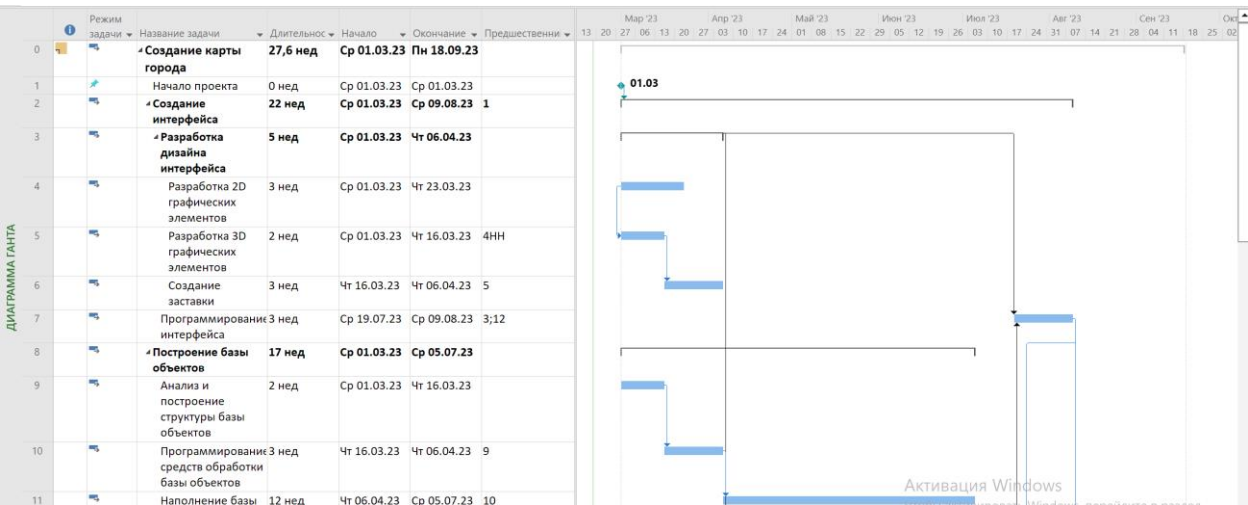 Режим
задачи Название задачи Длительнос Начало Окончание Предшественни
Мар '23 Апр '23 Май '23 Июн '23 Июл '23 Авг '23 Сен '23
13 20 27 06 13 20 27 03 10 17 24 01 08 15 22 29 05 12 19 26 03 10 17 24 31 07 14 21 28 04 11 18 25 02
0 Создание карты 27,6 нед Ср 01.03.23 Пн 18.09.23
города
1 Начало проекта 0 нед Ср 01.03.23 Ср 01.03.23
01.03
2 Создание 22 нед Ср 01.03.23 Ср 09.08.23 1
интерфейса
3 Разработка 5 нед Ср 01.03.23 Чт 06.04.23
дизайна
интерфейса
4 Разработка 2D 3 нед Ср 01.03.23 Чт 23.03.23
графических
элементов
5 Разработка 3D 2 нед Ср 01.03.23 Чт 16.03.23 4НН
графических
элементов
6 Создание 3 нед Чт 16.03.23 Чт 06.04.23 5
заставки
7 Программирование 3 нед Ср 19.07.23 Ср 09.08.23 3;12
интерфейса
8 Построение базы 17 нед Ср 01.03.23 Ср 05.07.23
объектов
9 Анализ и 2 нед Ср 01.03.23 Чт 16.03.23
построение
структуры базы
объектов
10 Программирование 3 нед Чт 16.03.23 Чт 06.04.23 9
средств обработки
базы объектов
11 Наполнение базы 12 нед Чт 06.04.23 Ср 05.07.23 10
ДИАГРАММА ГАНТА
Активация Windows